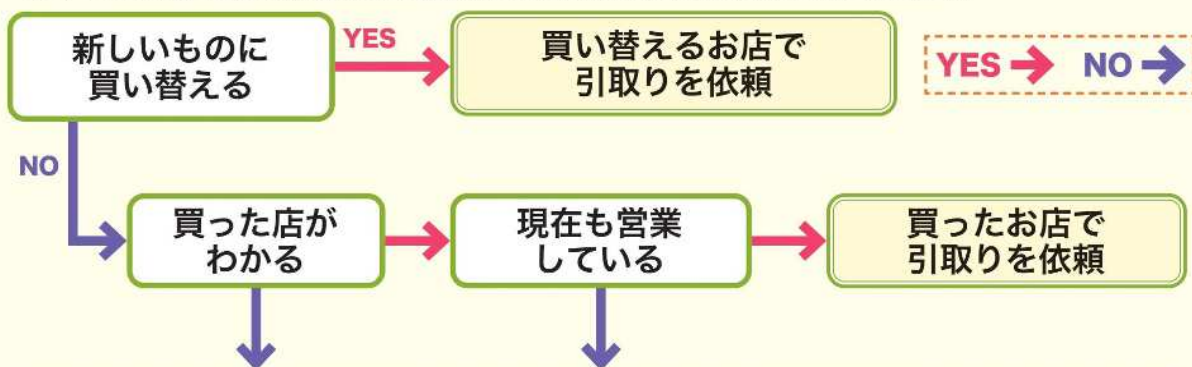 新しいものに
買い替える
YES
買い替えるお店で
引取りを依頼
YES NO
NO
買った店が
わかる
現在も営業
している
買ったお店で
引取りを依頼